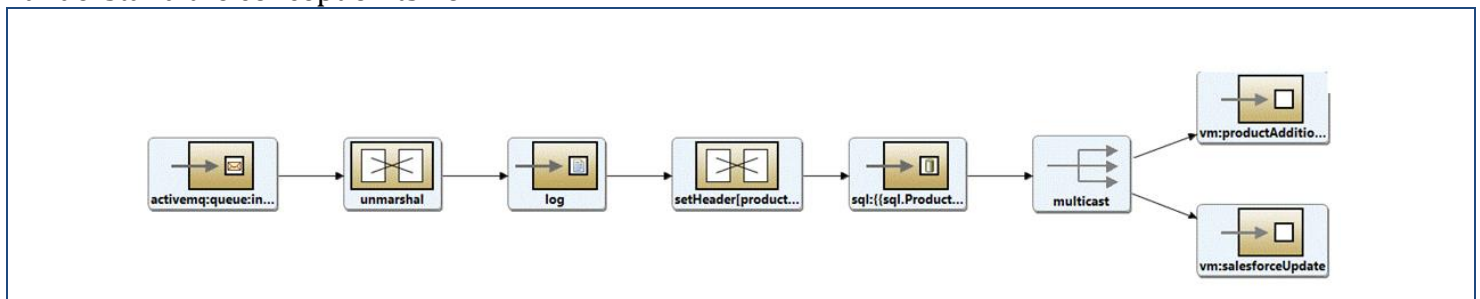 activemq:queue:in...
unmarshal
log
setHeader[product...
sql:{{sql.Product...
multicast
vm:productAdditio...
vm:salesforceUpdate